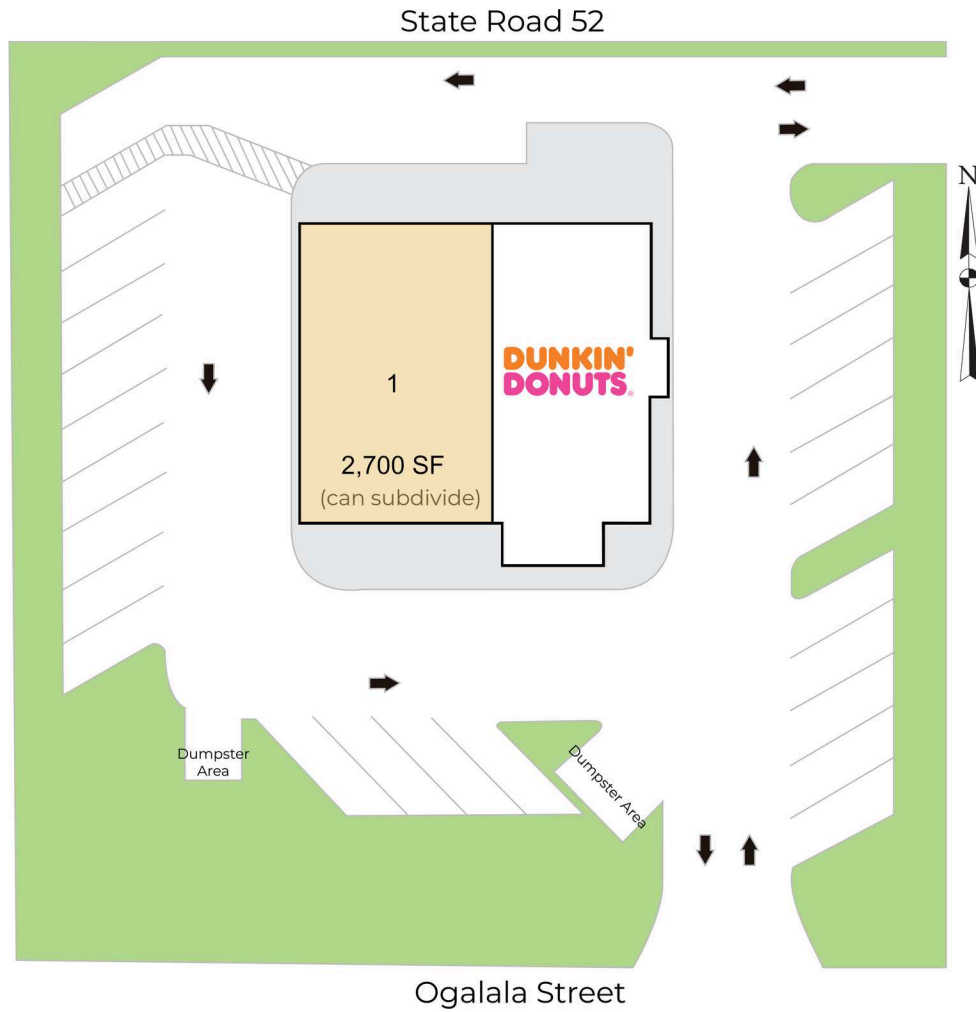 State Road 52
N
DUNKIN'
DONUTS
1
2,700 SF
(can subdivide)
Dumpster
Area
Dumpster Area
Ogalala Street